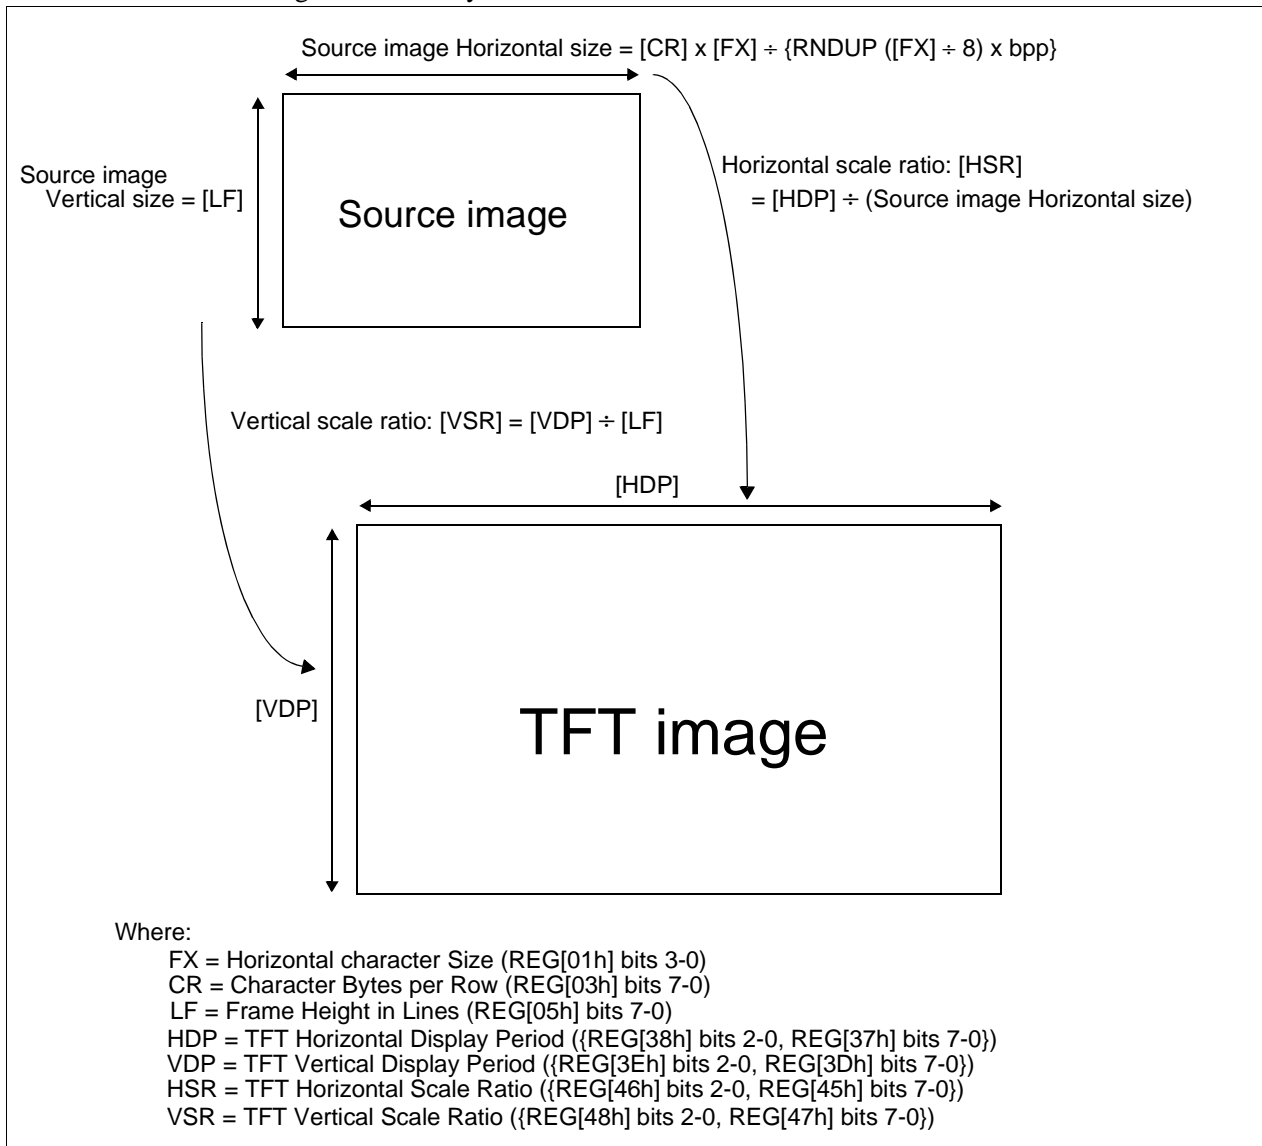 Source image Horizontal size = [CR] x [FX] ÷ {RNDUP ([FX] ÷ 8) x bpp}
Source image
Vertical size = [LF]
Source image
Horizontal scale ratio: [HSR]
= [HDP] ÷ (Source image Horizontal size)
Vertical scale ratio: [VSR] = [VDP] ÷ [LF]
[HDP]
[VDP]
TFT image
Where:
FX = Horizontal character Size (REG[01h] bits 3-0)
CR = Character Bytes per Row (REG[03h] bits 7-0)
LF = Frame Height in Lines (REG[05h] bits 7-0)
HDP = TFT Horizontal Display Period ({REG[38h] bits 2-0, REG[37h] bits 7-0})
VDP = TFT Vertical Display Period ({REG[3Eh] bits 2-0, REG[3Dh] bits 7-0})
HSR = TFT Horizontal Scale Ratio ({REG[46h] bits 2-0, REG[45h] bits 7-0})
VSR = TFT Vertical Scale Ratio ({REG[48h] bits 2-0, REG[47h] bits 7-0})